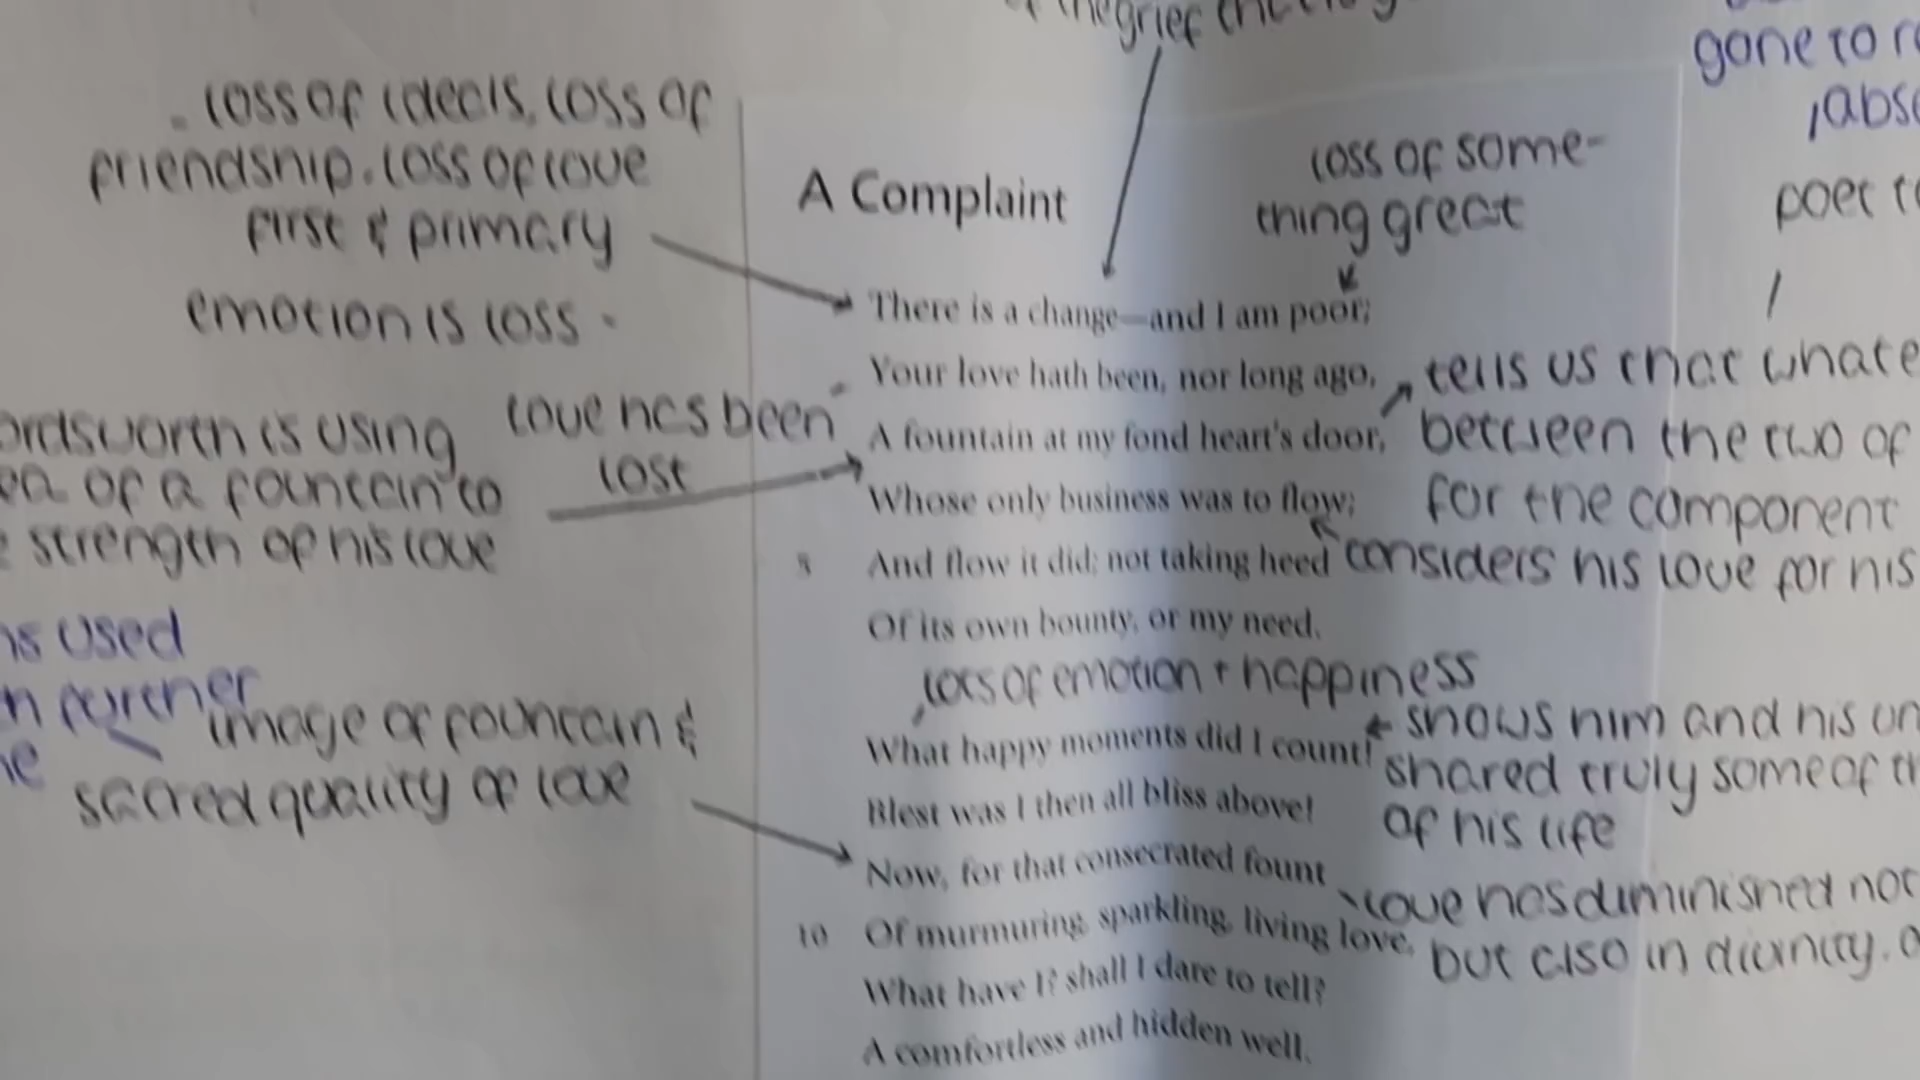 the grief
loss of ideals, loss of
friendship. loss of love
first & primary
emotion is loss
A Complaint
loss of some-
thing great
gone to
poet
There is a change—and I am poor;
Your love hath been, nor long ago,
A fountain at my fond heart's door,
Whose only business was to flow;
5 And flow it did; not taking heed
Of its own bounty, or my need.
love has been
lost
is using
of a fountain to
strength of his love
used
further
image of fountain &
sacred quality of love
tells us that
between the two of
for the component
considers his love for his
lots of emotion + happiness
What happy moments did I count!
Blest was I then all bliss above!
Now, for that consecrated fount
10 Of murmuring, sparkling, living love,
What have I? shall I dare to tell?
A comfortless and hidden well.
shows him and his
shared truly some of
of his life
love has diminished not
but also in divinity.